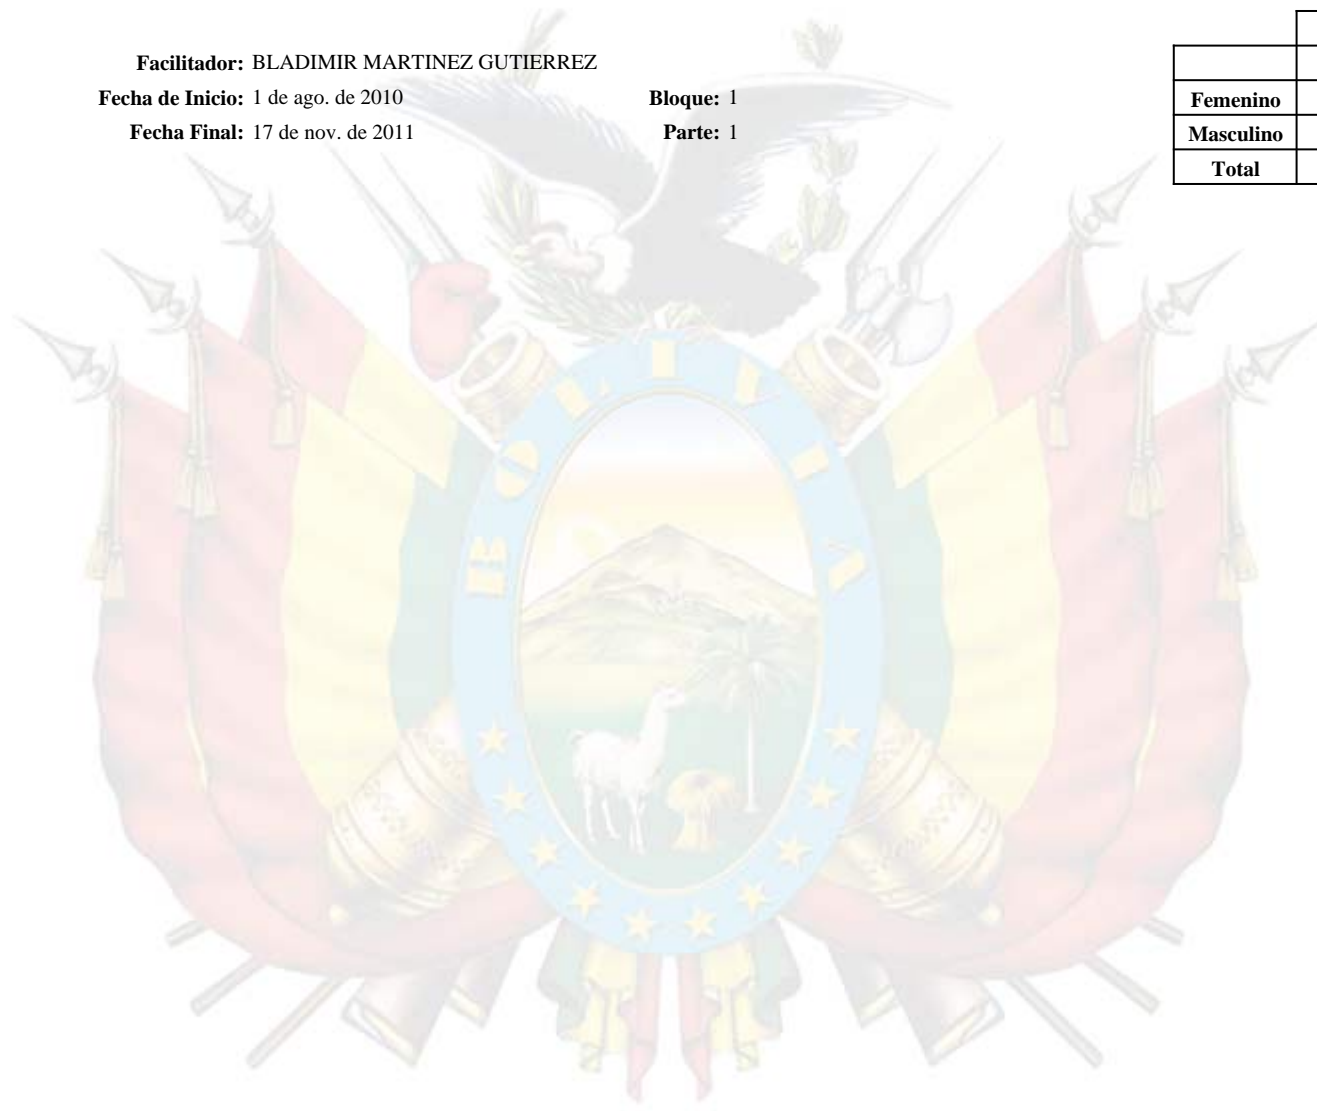 Facilitador: BLADIMIR MARTINEZ GUTIERREZ
Fecha de Inicio: 1 de ago. de 2010 Bloque: 1
Fecha Final: 17 de nov. de 2011 Parte: 1
Femenino
Masculino
Total
BOLIVIA